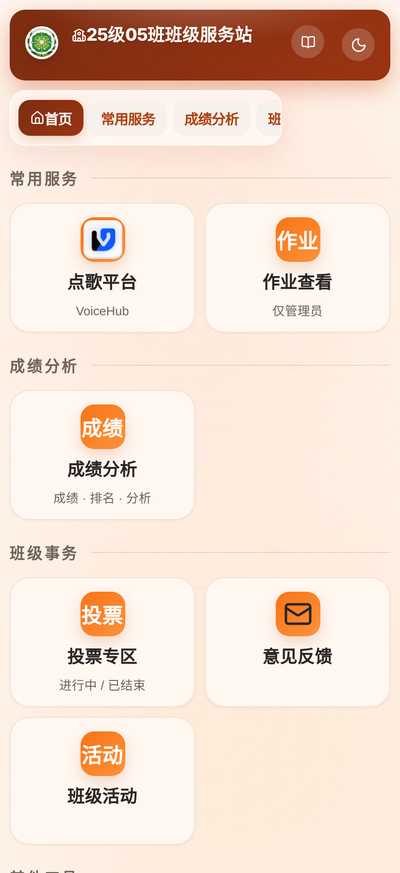 25级05班班级服务站
首页
常用服务
成绩分析
班
常用服务
点歌平台
VoiceHub
作业
作业查看
仅管理员
成绩分析
成绩
成绩分析
成绩 · 排名 · 分析
班级事务
投票
投票专区
进行中 / 已结束
意见反馈
活动
班级活动